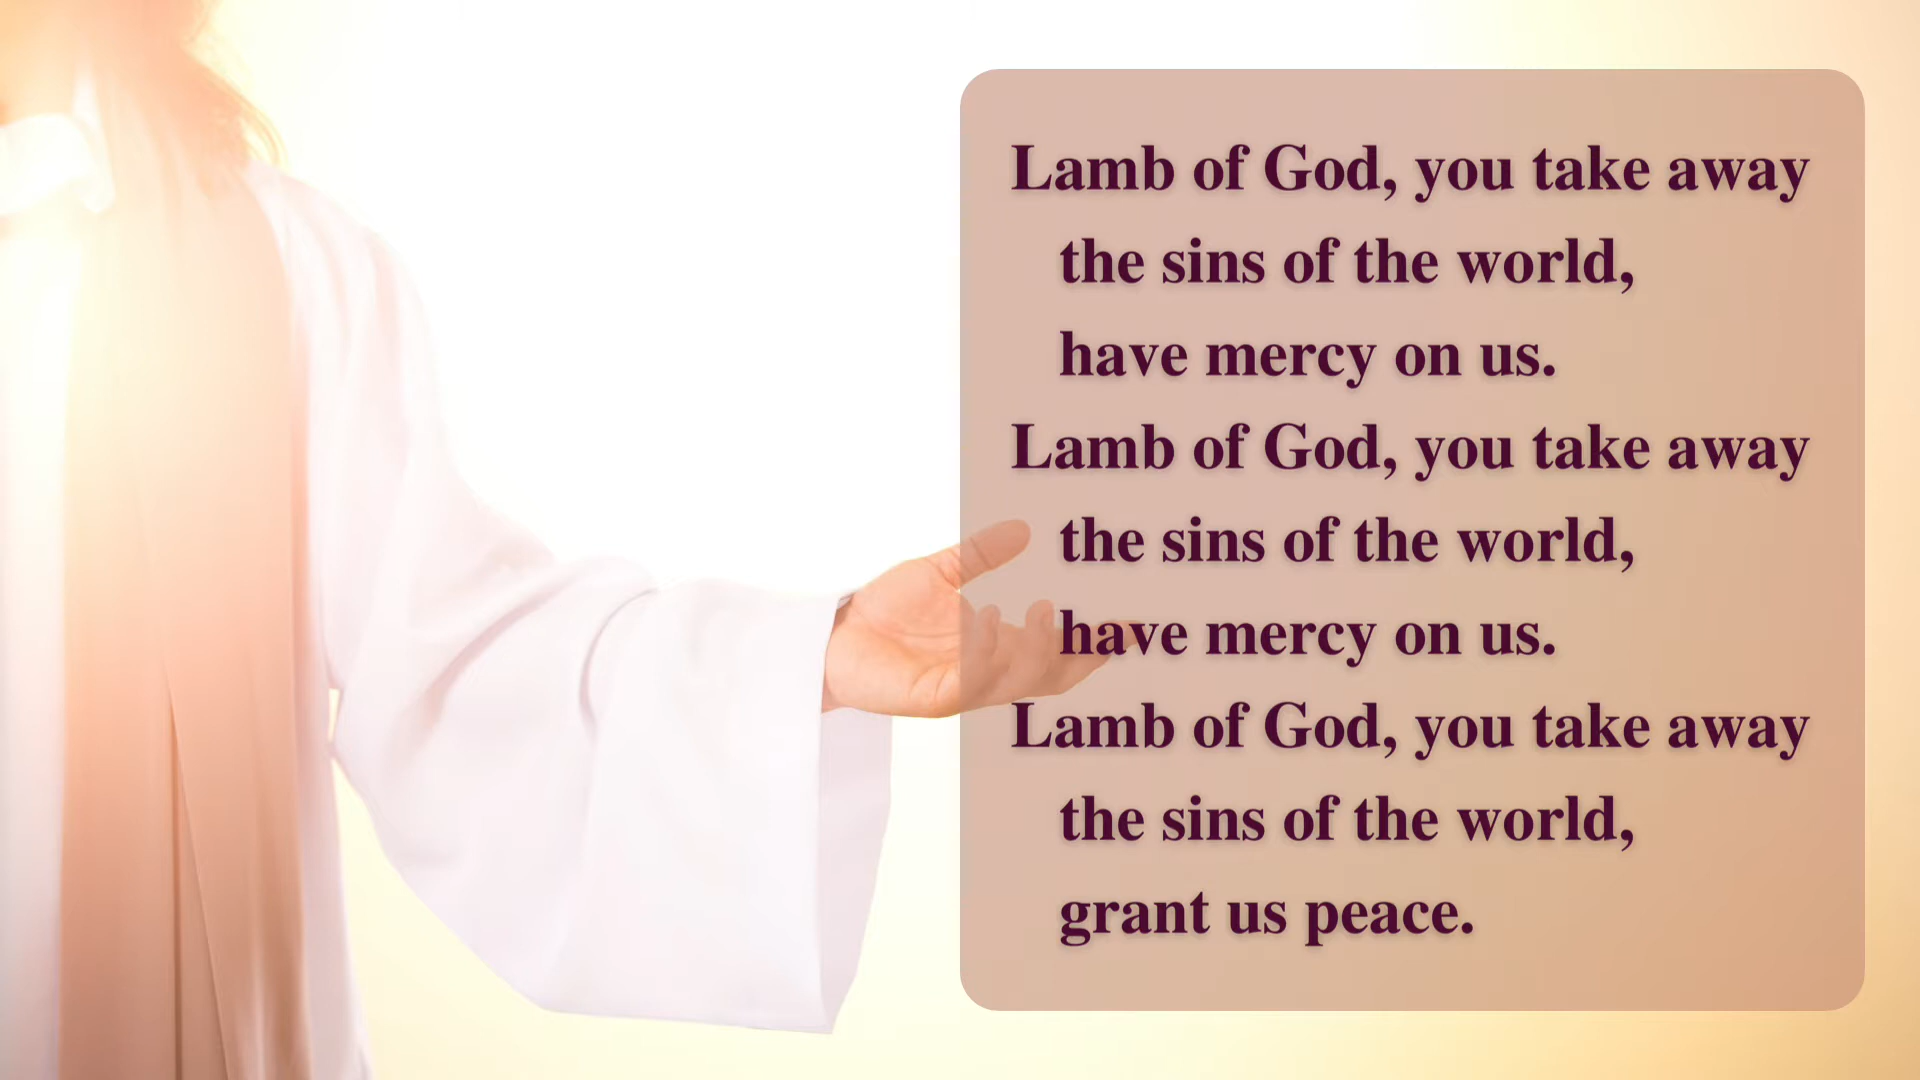 Lamb of God, you take away
the sins of the world,
have mercy on us.
Lamb of God, you take away
the sins of the world,
have mercy on us.
Lamb of God, you take away
the sins of the world,
grant us peace.